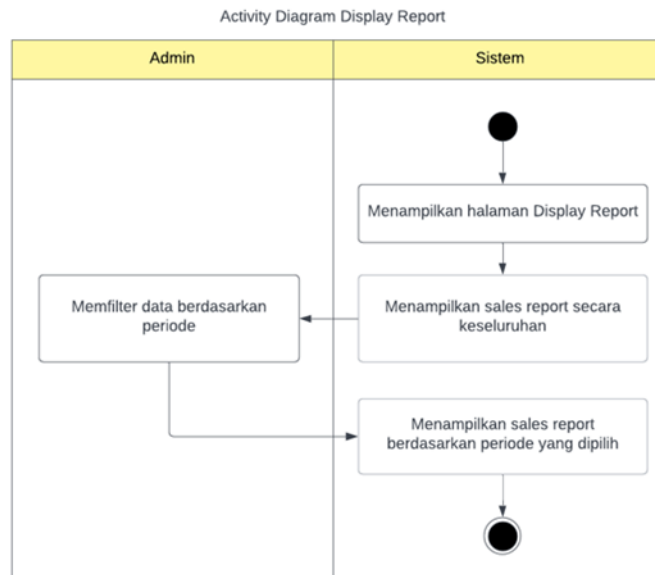 Activity Diagram Display Report
Admin
Sistem
Menampilkan halaman Display Report
Memfilter data berdasarkan
periode
Menampilkan sales report secara
keseluruhan
Menampilkan sales report
berdasarkan periode yang dipilih